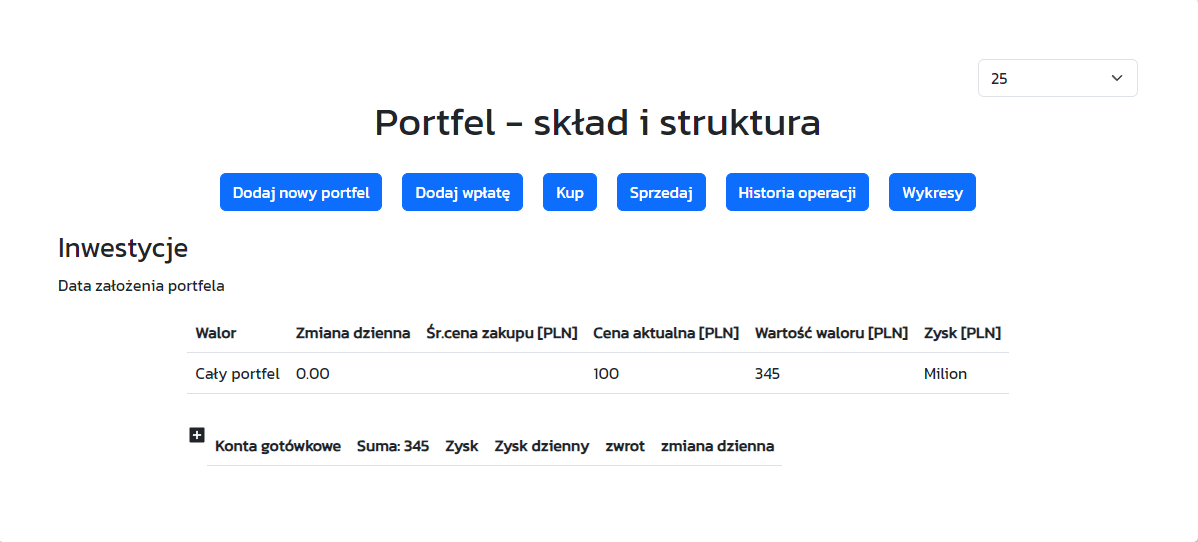 25
Portfel - skład i struktura
Dodaj nowy portfel Dodaj wpłatę Kup Sprzedaj Historia operacji Wykresy
Inwestycje
Data założenia portfela
Walor Zmiana dzienna Śr.cena zakupu [PLN] Cena aktualna [PLN] Wartość waloru [PLN] Zysk [PLN]
Cały portfel 0.00 100 345 Milion
Konta gotówkowe Suma: 345 Zysk Zysk dzienny zwrot zmiana dzienna